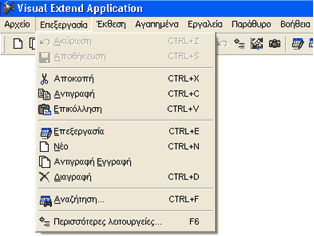 Visual Extend Application
Αρχείο Επεξεργασία Έκθεση Αγαπημένα Εργαλεία Παράθυρο Βοήθεια
Ακύρωση CTRL+Z
Αποθήκευση CTRL+S
Αποκοπή CTRL+X
Αντιγραφή CTRL+C
Επικόλληση CTRL+V
Επεξεργασία CTRL+E
Νέο CTRL+N
Αντιγραφή Εγγραφή
Διαγραφή CTRL+D
Αναζήτηση... CTRL+F
Περισσότερες λειτουργείες... F6